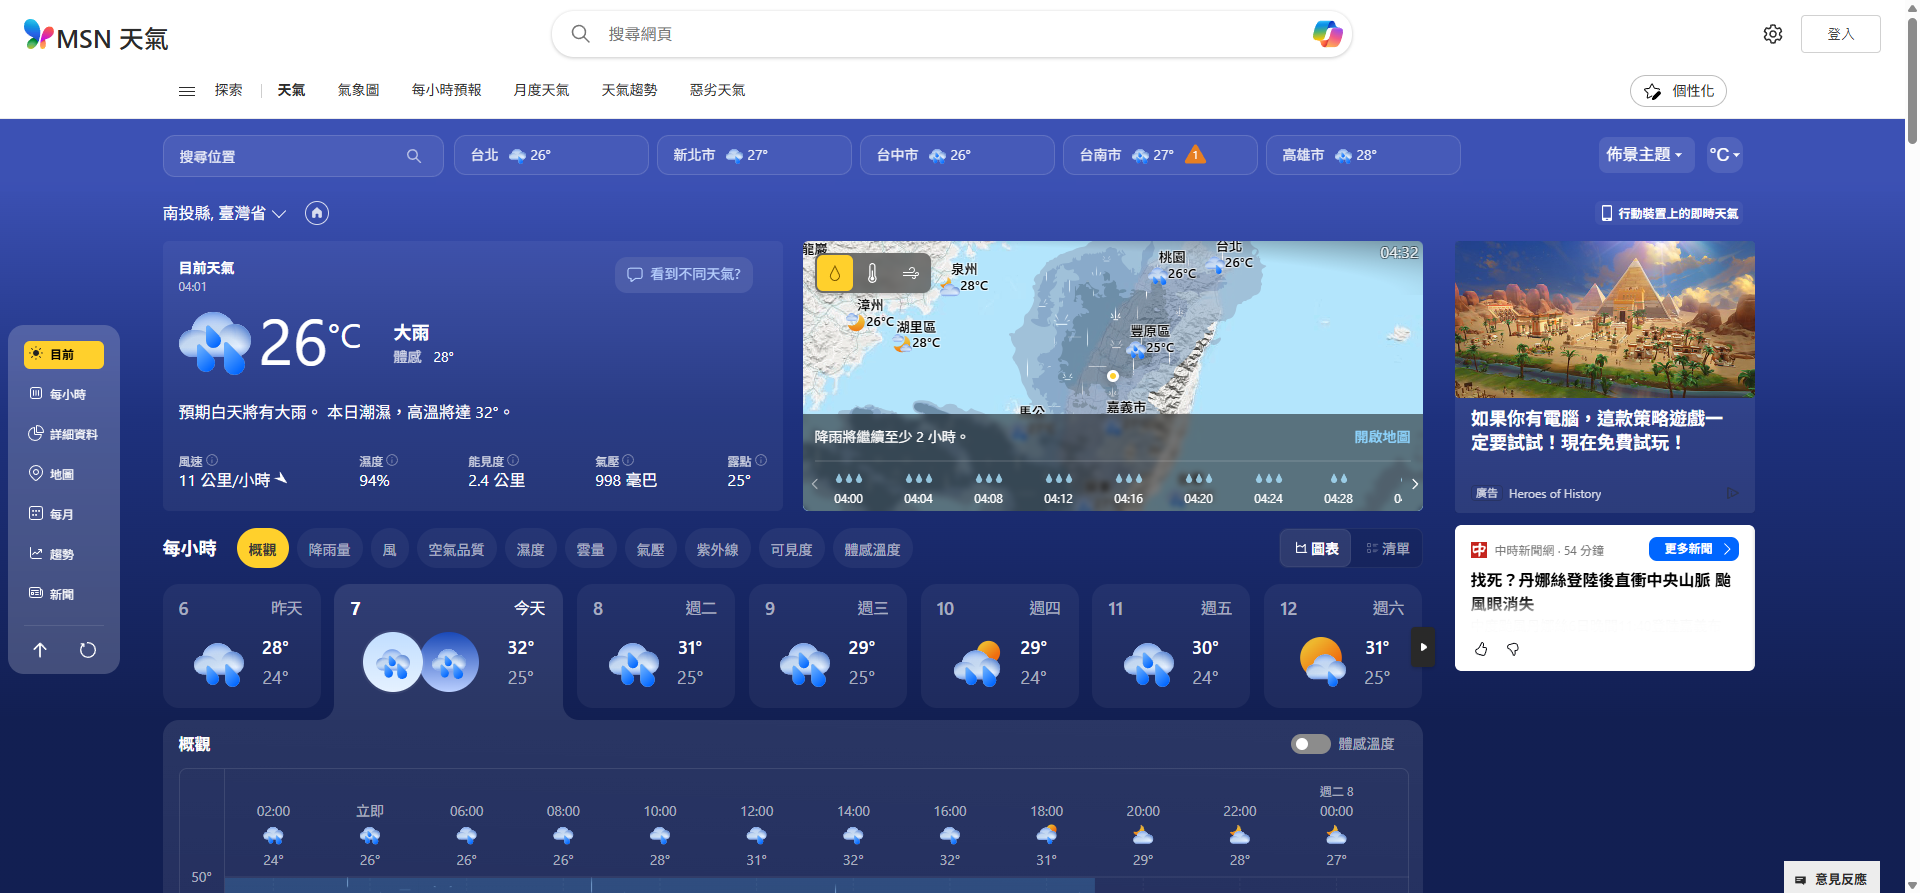 MSN 天氣
搜尋網頁
登入
探索
天氣
氣象圖
每小時預報
月度天氣
天氣趨勢
惡劣天氣
個性化
搜尋位置
台北 26°
新北市 27°
台中市 26°
台南市 27° 1
高雄市 28°
佈景主題
°C
南投縣, 臺灣省
行動裝置上的即時天氣
目前天氣
04:01
看到不同天氣?
26°C
大雨
體感 28°
預期白天將有大雨。 本日潮濕，高溫將達 32°。
風速
11 公里/小時
濕度
94%
能見度
2.4 公里
氣壓
998 毫巴
露點
25°
04:32
龍巖
泉州
28°C
漳州
26°C
湖里區
28°C
桃園
26°C
台北
26°C
豐原區
25°C
馬公
嘉義市
降雨將繼續至少 2 小時。
開啟地圖
04:00
04:04
04:08
04:12
04:16
04:20
04:24
04:28
如果你有電腦，這款策略遊戲一
定要試試！現在免費試玩！
廣告 Heroes of History
目前
每小時
詳細資料
地圖
每月
趨勢
新聞
每小時
概觀
降雨量
風
空氣品質
濕度
雲量
氣壓
紫外線
可見度
體感溫度
圖表
清單
中時新聞網 · 54 分鐘
更多新聞
找死？丹娜絲登陸後直衝中央山脈 颱
風眼消失
6 昨天
28°
24°
7 今天
32°
25°
8 週二
31°
25°
9 週三
29°
25°
10 週四
29°
24°
11 週五
30°
24°
12 週六
31°
25°
概觀
體感溫度
週二 8
02:00 立即 06:00 08:00 10:00 12:00 14:00 16:00 18:00 20:00 22:00 00:00
24° 26° 26° 26° 28° 31° 32° 32° 31° 29° 28° 27°
50°
意見反應